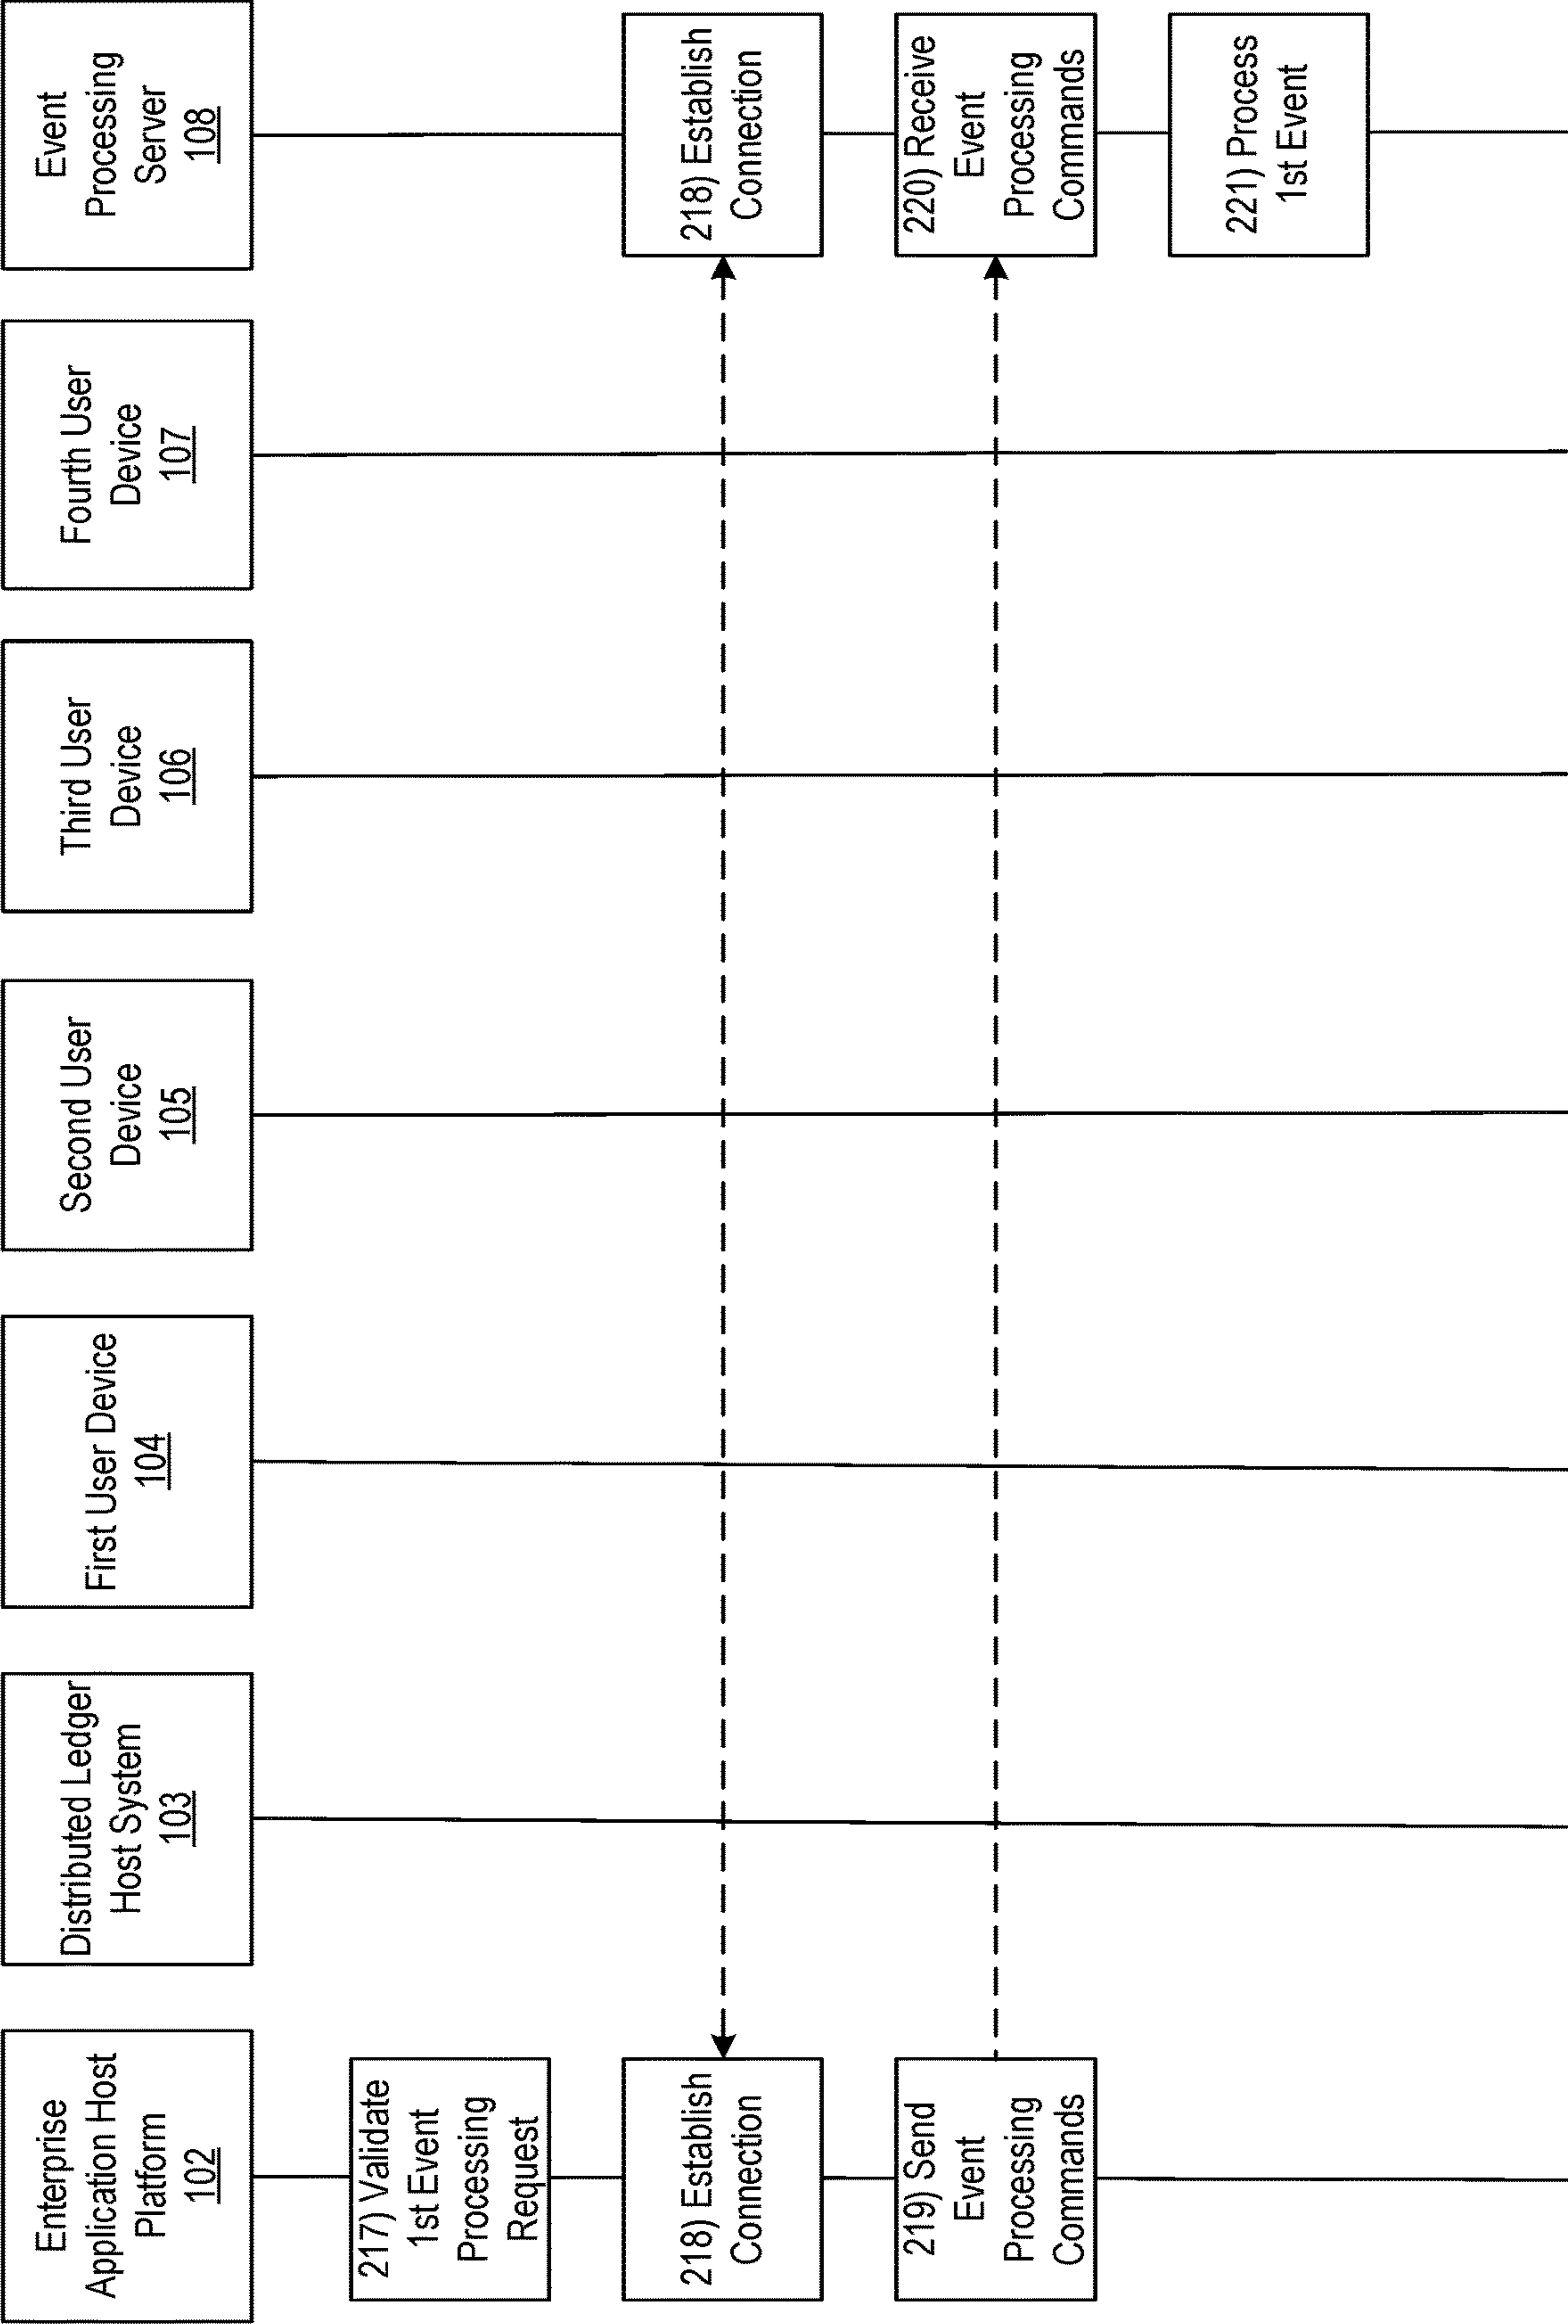 Enterprise
Application Host
Platform
102
Distributed Ledger
Host System
103
First User Device
104
Second User
Device
105
Third User
Device
106
Fourth User
Device
107
Event
Processing
Server
108
217) Validate
1st Event
Processing
Request
218) Establish
Connection
218) Establish
Connection
219) Send
Event
Processing
Commands
220) Receive
Event
Processing
Commands
221) Process
1st Event